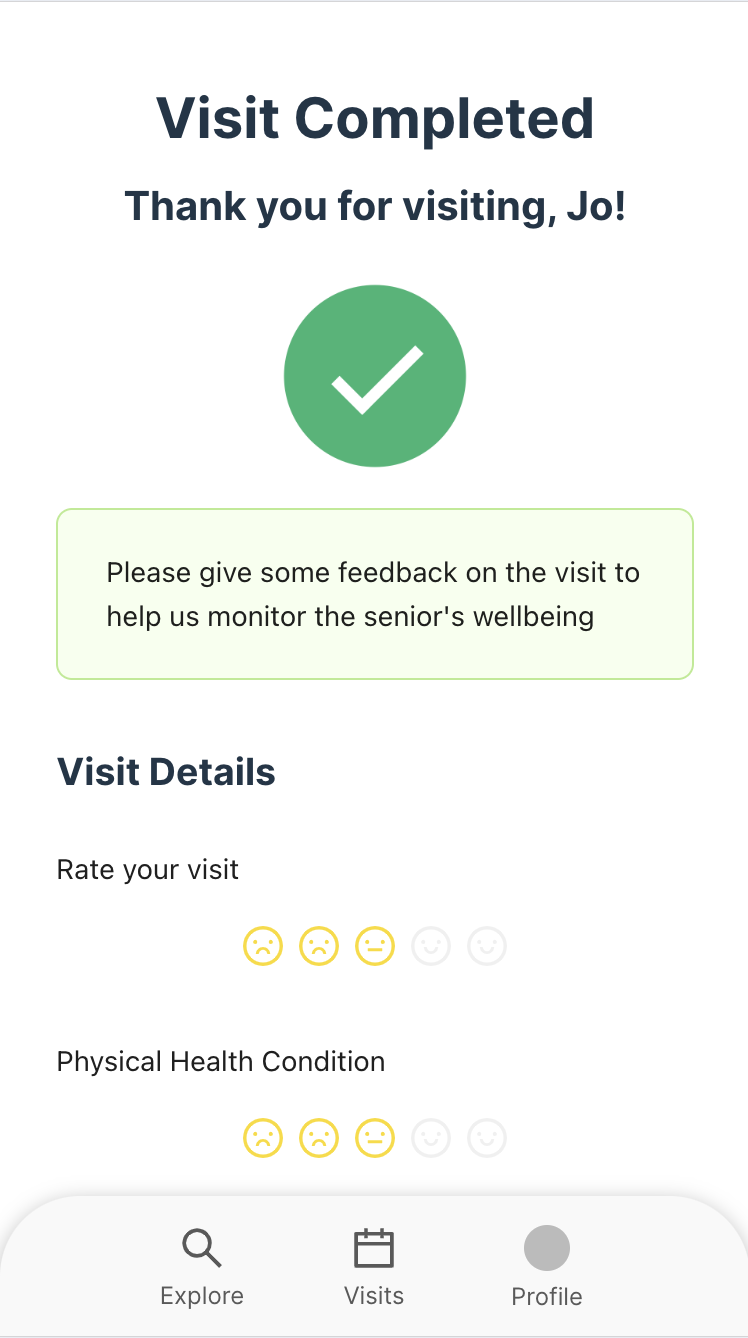 Visit Completed
Thank you for visiting, Jo!
Please give some feedback on the visit to
help us monitor the senior's wellbeing
Visit Details
Rate your visit
Physical Health Condition
Explore
Visits
Profile